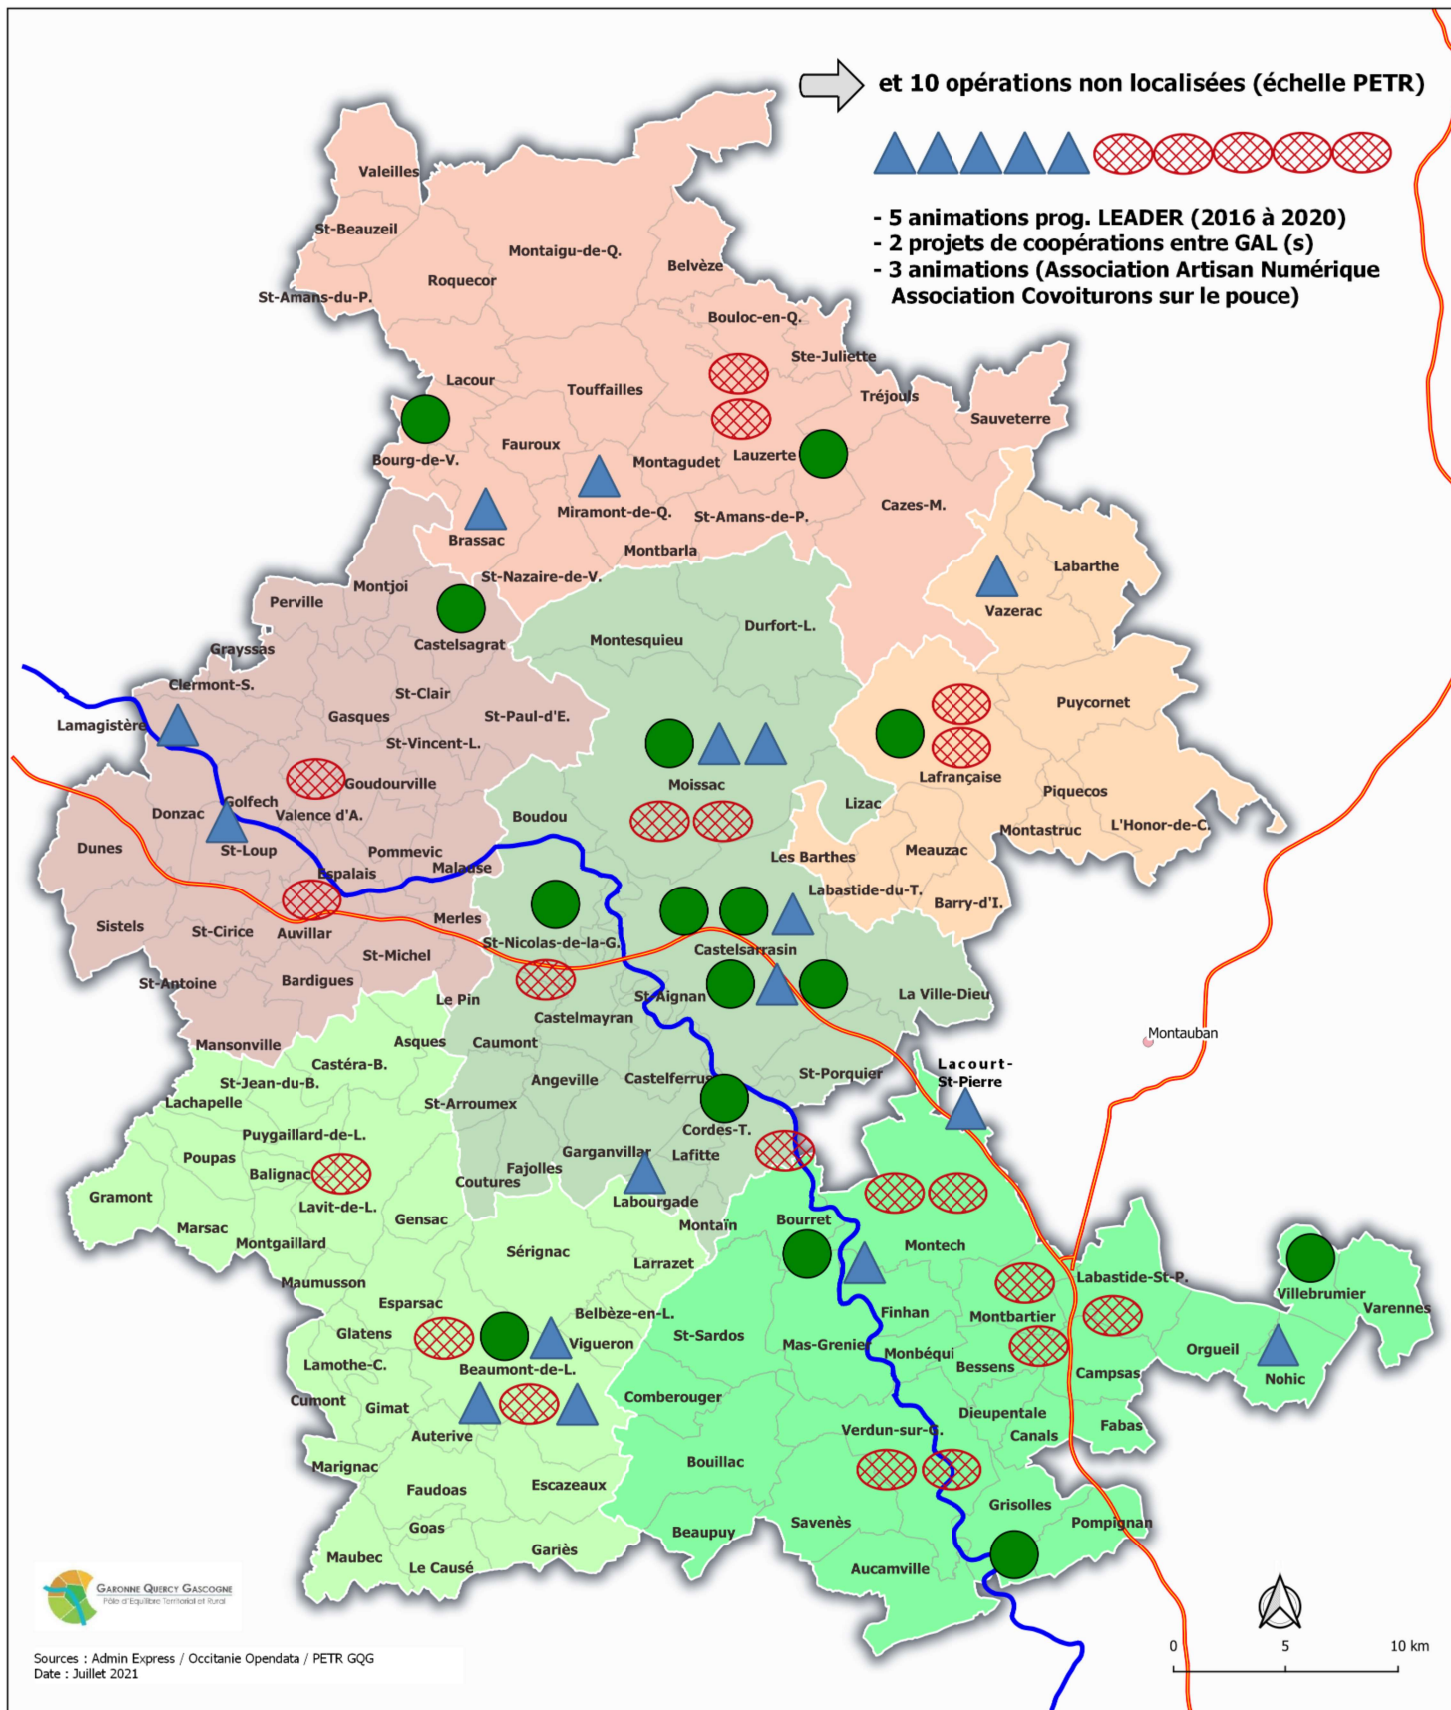 et 10 opérations non localisées (échelle PETR)
- 5 animations prog. LEADER (2016 à 2020)
- 2 projets de coopérations entre GAL (s)
- 3 animations (Association Artisan Numérique
Association Covoiturons sur le pouce)
Valeilles
St-Beauzeil
Montaigu-de-Q.
Belvèze
Roquecor
St-Amans-du-P.
Bouloc-en-Q.
Ste-Juliette
Lacour
Touffailles
Tréjouls
Sauveterre
Fauroux
Bourg-de-V.
Montagudet
Lauzerte
Cazes-M.
Miramont-de-Q.
St-Amans-de-P.
Brassac
Montbarla
St-Nazaire-de-V.
Labarthe
Vazerac
Montjoi
Perville
Castelsagrat
Montesquieu
Durfort-L.
Grayssas
Clermont-S.
St-Clair
Puycornet
Lamagistère
Gasques
St-Paul-d'E.
St-Vincent-L.
Moissac
Lafrançaise
Goudourville
Piquecos
Golfech
Donzac
Valence d'A.
Boudou
Lizac
Montastruc
L'Honor-de-C.
Dunes
St-Loup
Pommevic
Les Barthes
Meauzac
Espalais
Malause
Labastide-du-T.
Barry-d'I.
Sistels
St-Cirice
Auvillar
Merles
St-Nicolas-de-la-G.
Castelsarrasin
St-Michel
St-Antoine
Bardigues
Le Pin
St-Aignan
La Ville-Dieu
Castelmayran
Montauban
Mansonville
Asques
Caumont
Castéra-B.
Lacourt-
St-Pierre
St-Jean-du-B.
Angeville
Castelferrus
St-Porquier
Lachapelle
St-Arroumex
Puygaillard-de-L.
Cordes-T.
Poupas
Balignac
Garganvillar
Lafitte
Fajolles
Gramont
Coutures
Labourgade
Lavit-de-L.
Marsac
Gensac
Montaïn
Bourret
Montgaillard
Sérignac
Montech
Larrazet
Maumusson
Labastide-St-P.
Villebrumier
Esparsac
Belbèze-en-L.
Finhan
Montbartier
Varennes
Glatens
Vigueron
St-Sardos
Mas-Grenier
Monbéqui
Orgueil
Lamothe-C.
Beaumont-de-L.
Bessens
Campsas
Nohic
Cumont
Gimat
Comberouger
Dieupentale
Auterive
Verdun-sur-G.
Canals
Fabas
Marignac
Bouillac
Faudoas
Escazeaux
Grisolles
Goas
Beaupuy
Savenès
Pompignan
Maubec
Le Causé
Gariès
Aucamville
GARONNE QUERCY GASCOGNE
Pôle d'Equilibre Territorial et Rural
0 5 10 km
Sources : Admin Express / Occitanie Opendata / PETR GQG
Date : Juillet 2021